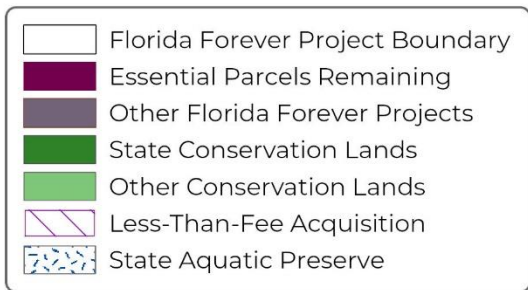 Florida Forever Project Boundary
Essential Parcels Remaining
Other Florida Forever Projects
State Conservation Lands
Other Conservation Lands
Less-Than-Fee Acquisition
State Aquatic Preserve